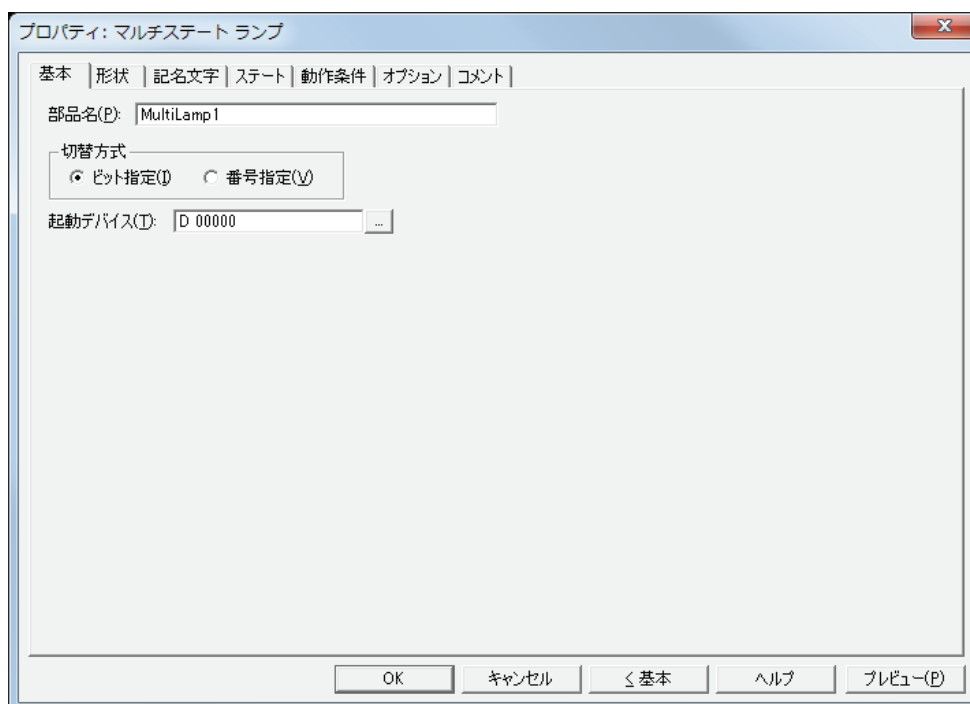 プロパティ: マルチステート ランプ
基本 形状 記名文字 ステート 動作条件 オプション コメント
部品名(P): MultiLamp1
切替方式
ビット指定(I) 番号指定(V)
起動デバイス(T): D 00000 ...
OK キャンセル < 基本 ヘルプ プレビュー(P)